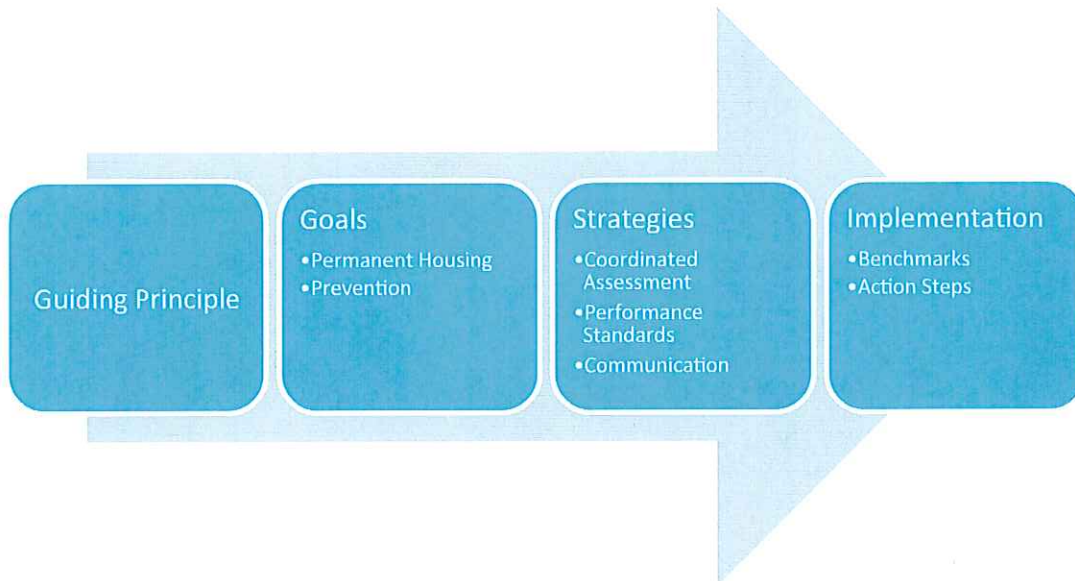 Guiding Principle
Goals
•Permanent Housing
•Prevention
Strategies
•Coordinated
Assessment
•Performance
Standards
•Communication
Implementation
•Benchmarks
•Action Steps